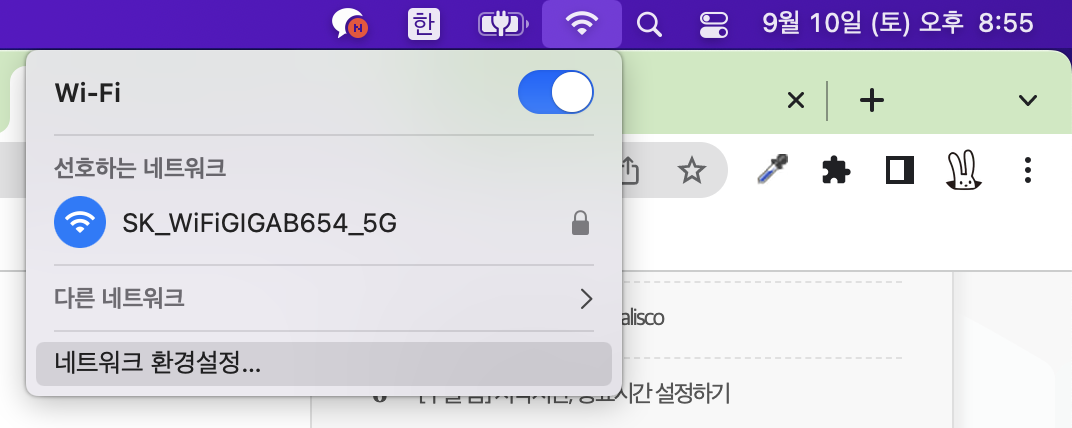 한
9월 10일 (토) 오후 8:55
Wi-Fi
선호하는 네트워크
SK_WiFiGIGAB654_5G
다른 네트워크
네트워크 환경설정...
alisco
시간 설정하기